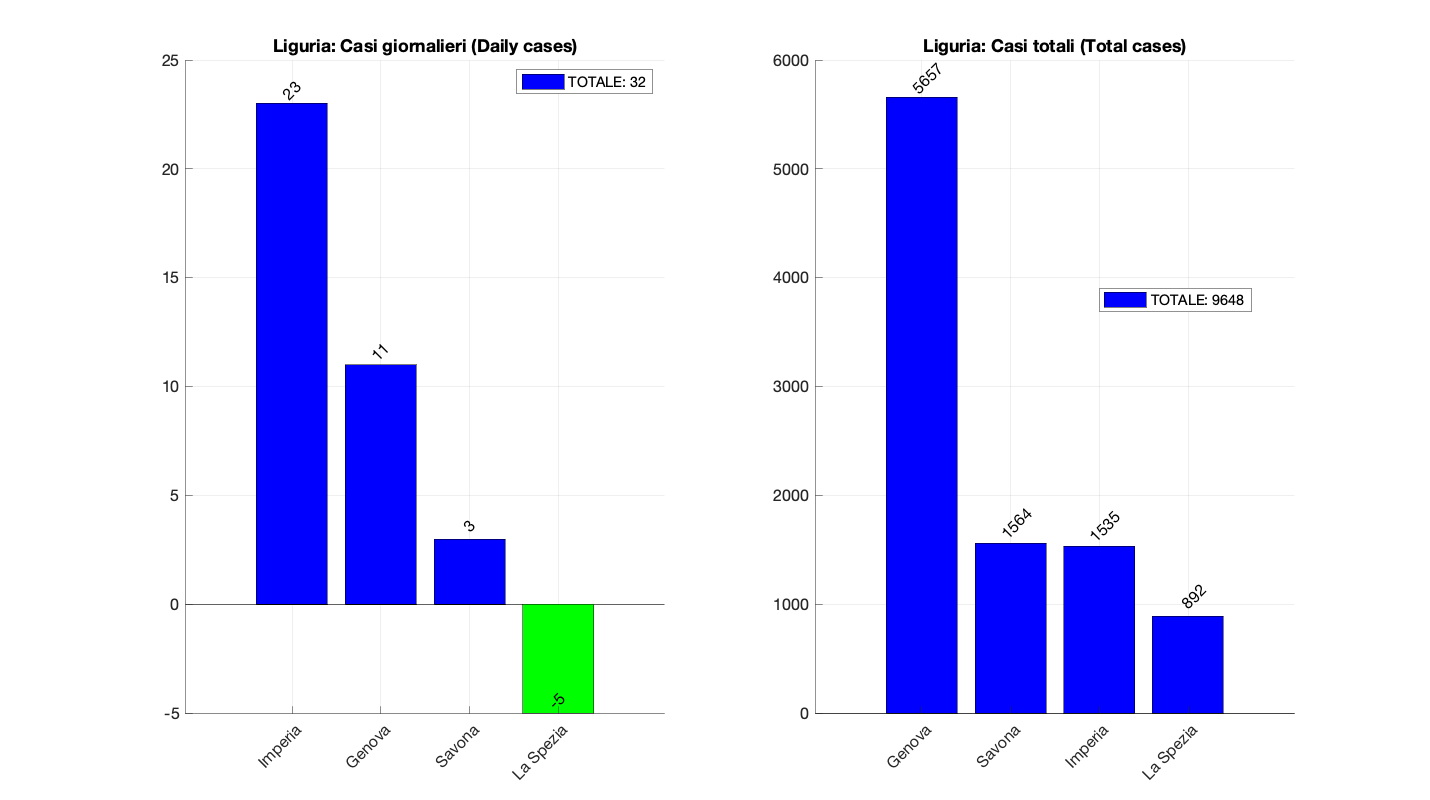 Liguria: Casi giornalieri (Daily cases)
25
20
15
10
5
0
-5
TOTALE: 32
23
11
3
-5
Imperia
Genova
Savona
La Spezia
Liguria: Casi totali (Total cases)
6000
5000
4000
3000
2000
1000
0
TOTALE: 9648
5657
1564
1535
892
Genova
Savona
Imperia
La Spezia